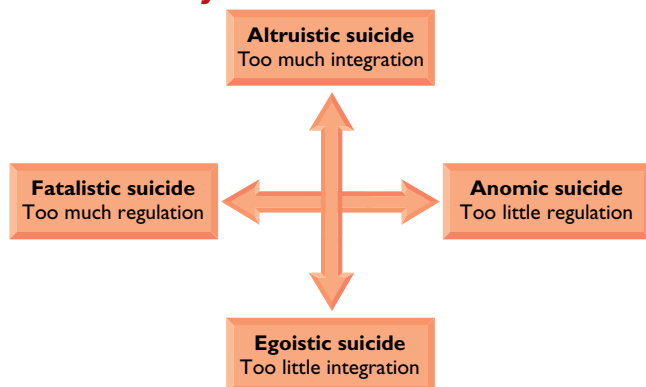 Altruistic suicide
Too much integration
Fatalistic suicide
Too much regulation
Anomic suicide
Too little regulation
Egoistic suicide
Too little integration